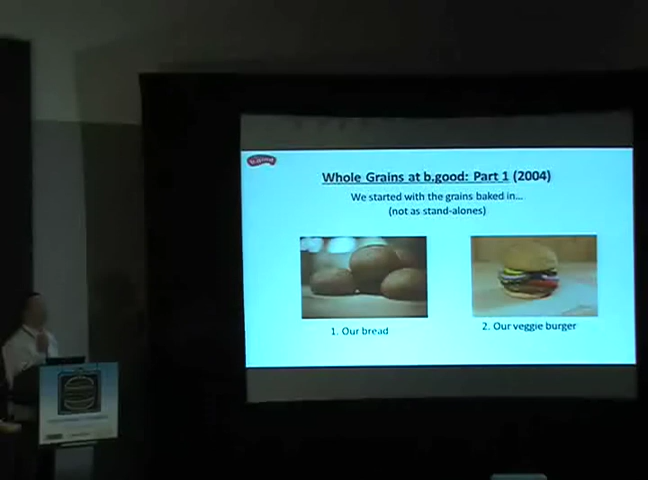 b.good
Whole Grains at b.good: Part 1 (2004)
We started with the grains baked in...
(not as stand-alones)
1. Our bread
2. Our veggie burger